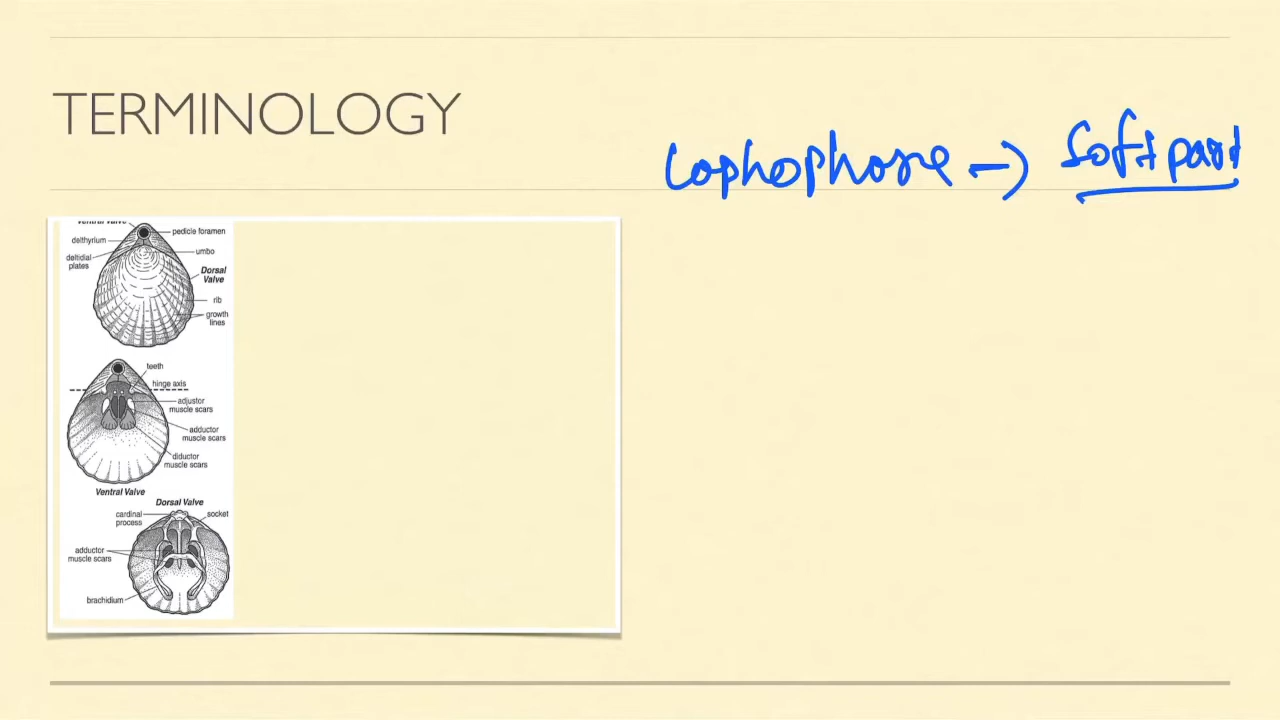 TERMINOLOGY
Lophophore → Soft part
ventral valve
delthyrium
pedicle foramen
umbo
deltidial
plates
Dorsal
Valve
rib
growth
lines
teeth
hinge axis
adjustor
muscle scars
adductor
muscle scars
diductor
muscle scars
Ventral Valve
Dorsal Valve
cardinal
process
socket
adductor
muscle scars
brachidium